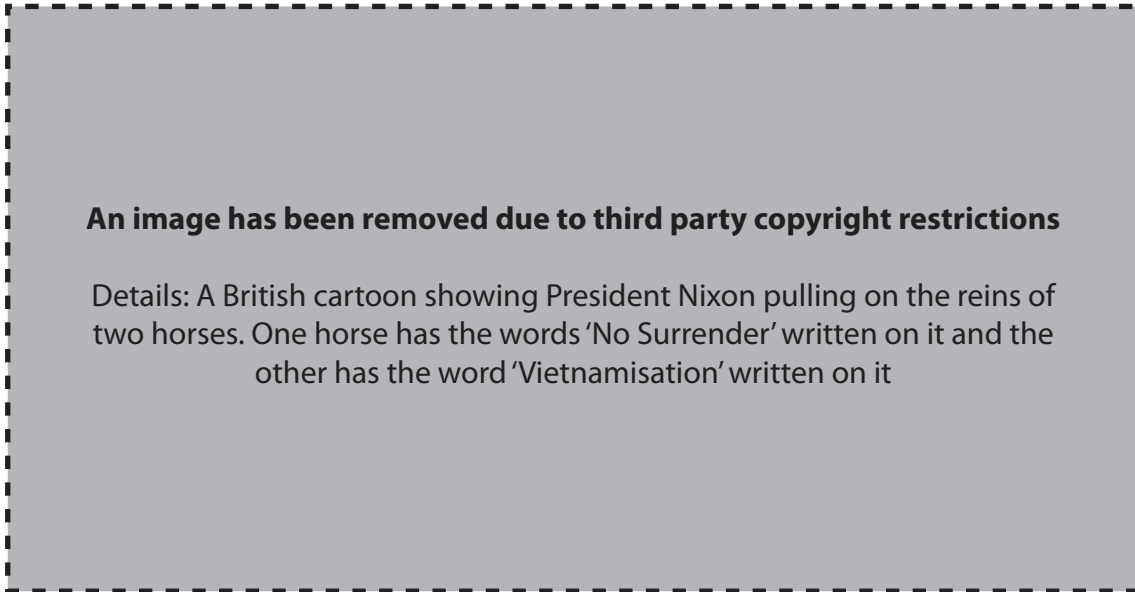 An image has been removed due to third party copyright restrictions
Details: A British cartoon showing President Nixon pulling on the reins of
two horses. One horse has the words ‘No Surrender’ written on it and the
other has the word ‘Vietnamisation’ written on it